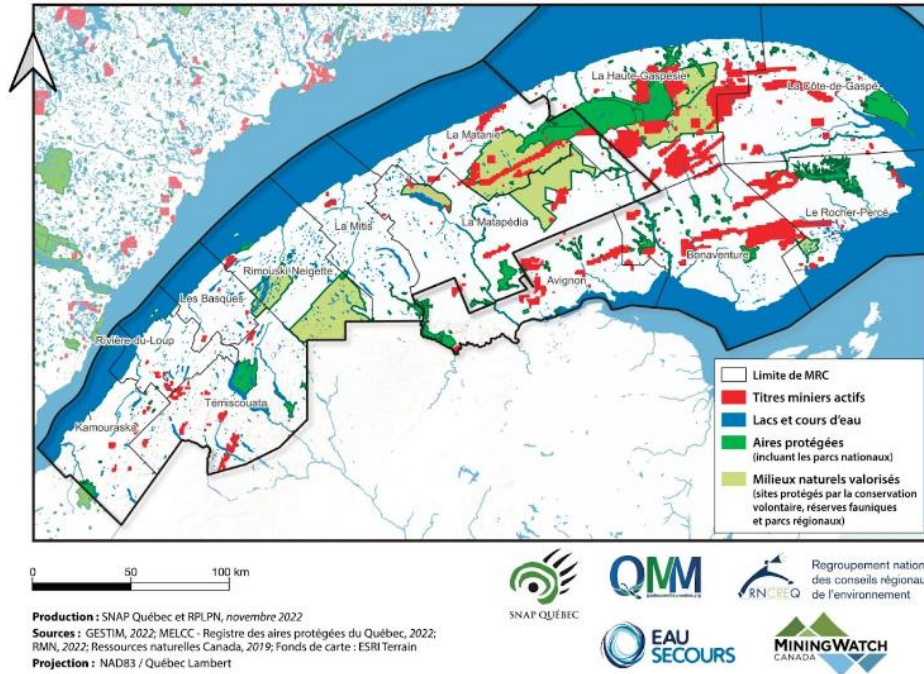 La Haute-Gaspésie
La Côte-de-Gaspé
La Matanie
La Matapédia
Le Rocher-Percé
La Mitis
Bonaventure
Rimouski-Neigette
Avignon
Les Basques
Rivière-du-Loup
Témiscouata
Kamouraska
Limite de MRC
Titres miniers actifs
Lacs et cours d'eau
Aires protégées
(incluant les parcs nationaux)
Milieux naturels valorisés
(sites protégés par la conservation
volontaire, réserves fauniques
et parcs régionaux)
0 50 100 km
Production : SNAP Québec et RPLPN, novembre 2022
Sources : GESTIM, 2022; MELCC - Registre des aires protégées du Québec, 2022;
RMN, 2022; Ressources naturelles Canada, 2019; Fonds de carte : ESRI Terrain
Projection : NAD83 / Québec Lambert
SNAP QUÉBEC
QMM
RNCREQ
Regroupement nation
des conseils régionau
de l'environnement
EAU
SECOURS
MININGWATCH
CANADA